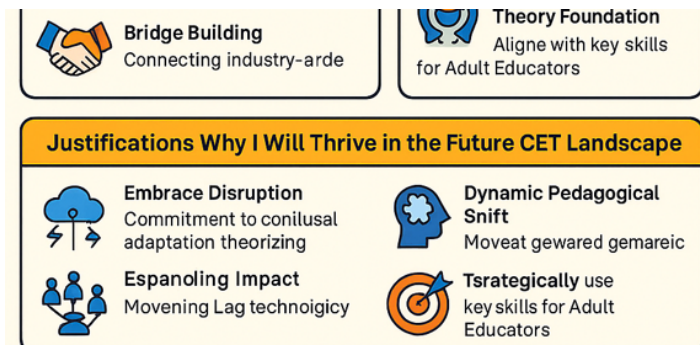 Bridge Building
Connecting industry-arde
Theory Foundation
Aligne with key skills
for Adult Educators
Justifications Why I Will Thrive in the Future CET Landscape
Embrace Disruption
Commitment to conilusal
adaptation theorizing
Dynamic Pedagogical
Snift
Moveat gewared gemareic
Espanoling Impact
Movening Lag technoigicy
Tsrategically use
key skills for Adult
Educators